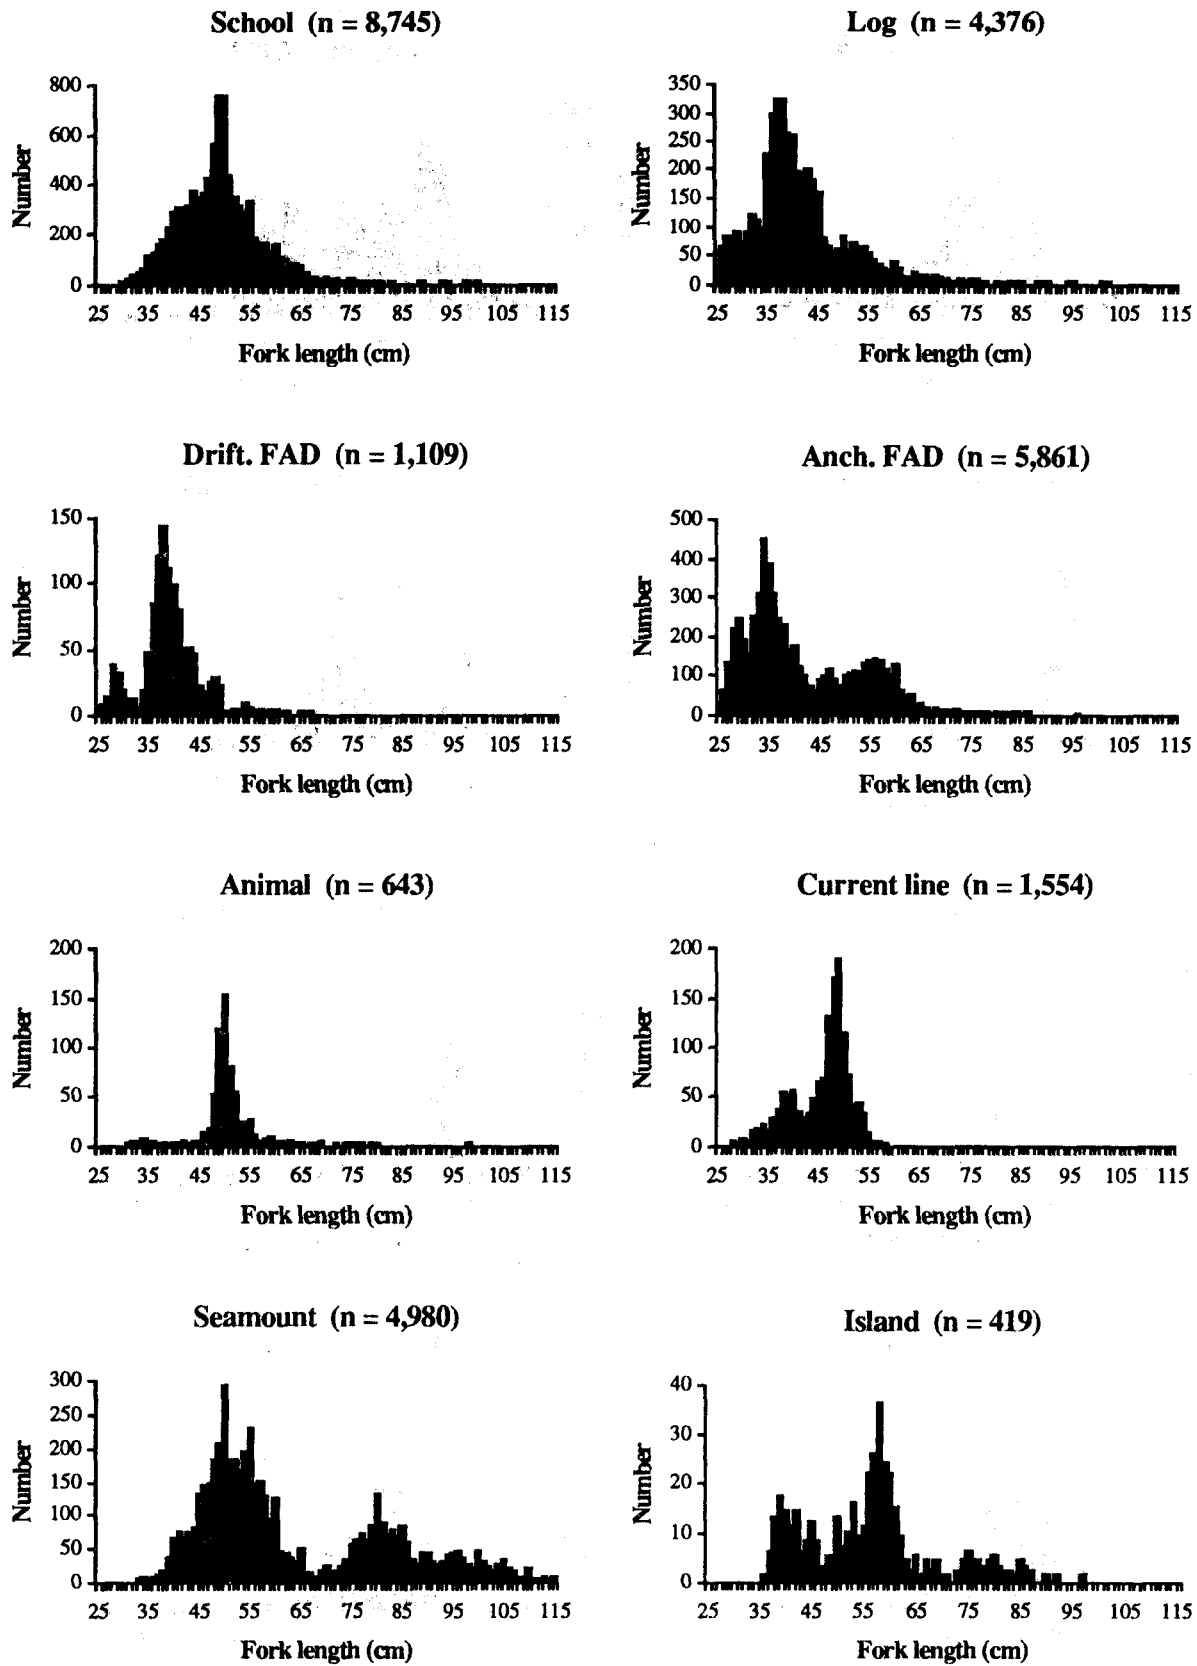 School (n = 8,745)
Number
800
600
400
200
0
25 35 45 55 65 75 85 95 105 115
Fork length (cm)
Log (n = 4,376)
Number
350
300
250
200
150
100
50
0
25 35 45 55 65 75 85 95 105 115
Fork length (cm)
Drift. FAD (n = 1,109)
Number
150
100
50
0
25 35 45 55 65 75 85 95 105 115
Fork length (cm)
Anch. FAD (n = 5,861)
Number
500
400
300
200
100
0
25 35 45 55 65 75 85 95 105 115
Fork length (cm)
Animal (n = 643)
Number
200
150
100
50
0
25 35 45 55 65 75 85 95 105 115
Fork length (cm)
Current line (n = 1,554)
Number
200
150
100
50
0
25 35 45 55 65 75 85 95 105 115
Fork length (cm)
Seamount (n = 4,980)
Number
300
250
200
150
100
50
0
25 35 45 55 65 75 85 95 105 115
Fork length (cm)
Island (n = 419)
Number
40
30
20
10
0
25 35 45 55 65 75 85 95 105 115
Fork length (cm)